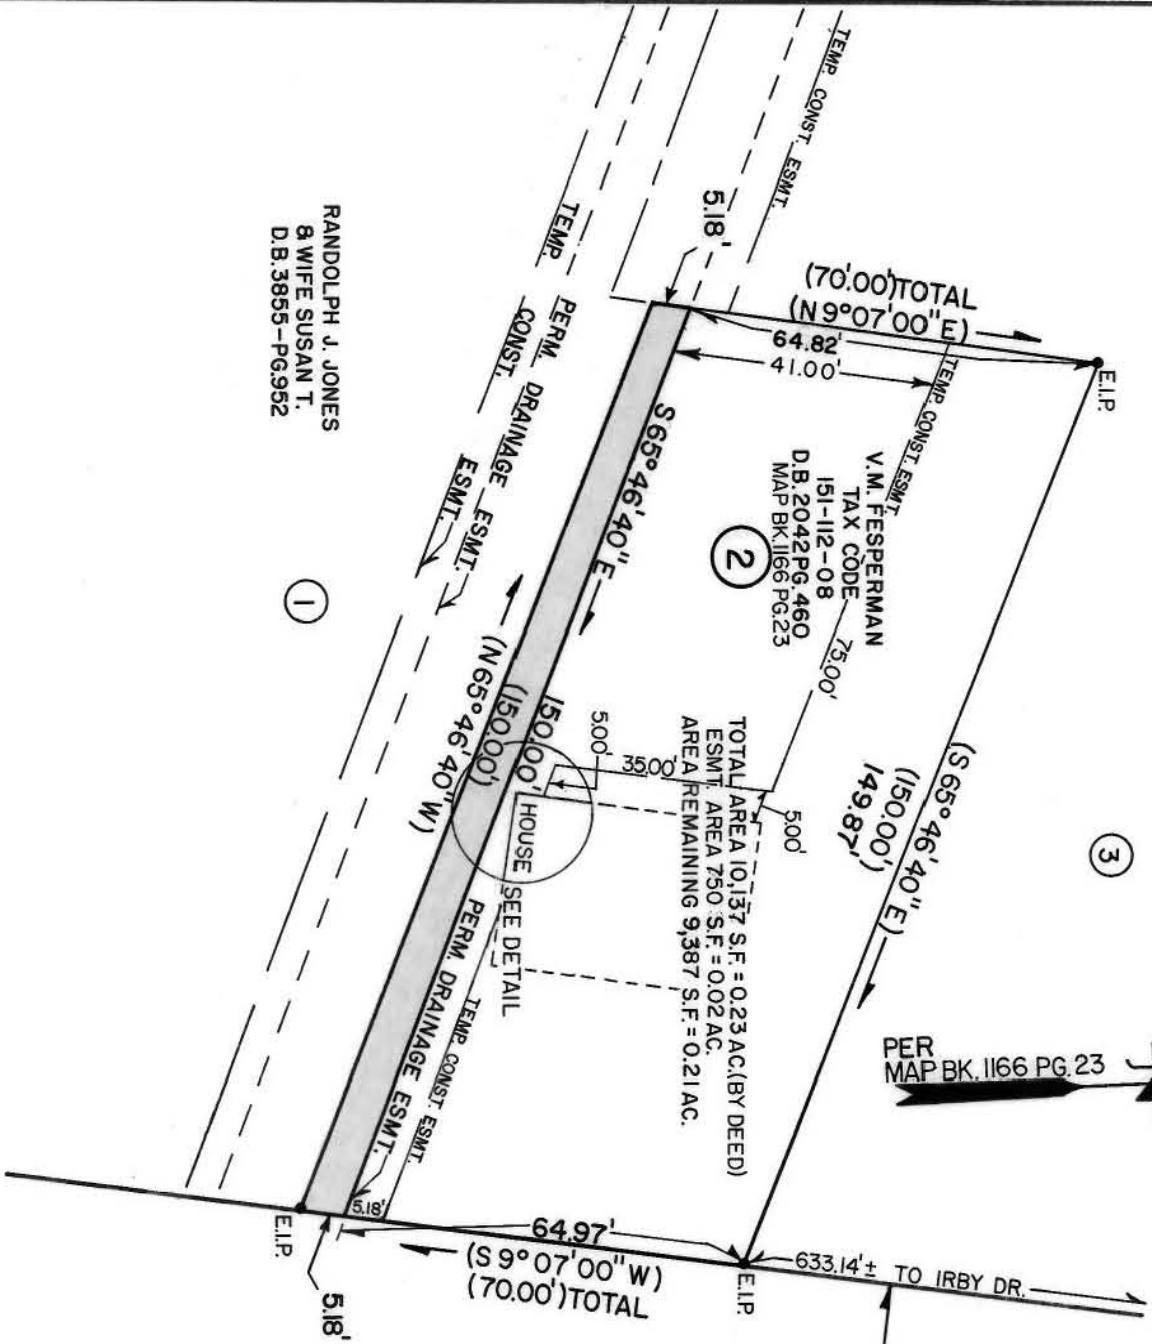 TEMP. CONST. ESMT.
5.18'
(70.00')TOTAL
(N 9°07'00"E)
64.82'
41.00'
E.I.P.
TEMP. CONST. ESMT.
RANDOLPH J. JONES
& WIFE SUSAN T.
D.B.3855-PG.952
TEMP. CONST. ESMT.
PERM. DRAINAGE ESMT.
S 65°46'40"E
V.M. FESPERMAN
TAX CODE
151-112-08
D.B.2042PG.460
MAP BK.1166 PG.23
2
1
75.00'
(S 65°46'40"E)
(150.00')
149.87'
3
150.00'
(150.00')
(N65°46'40"W)
5.00'
35.00'
5.00'
TOTAL AREA 10,137 S.F. = 0.23 AC.(BY DEED)
ESMT. AREA 750 S.F. = 0.02 AC.
AREA REMAINING 9,387 S.F. = 0.21 AC.
HOUSE SEE DETAIL
PERM. DRAINAGE ESMT.
TEMP. CONST. ESMT.
PER
MAP BK. 1166 PG. 23
5.18'
E.I.P.
5.18'
64.97'
(S 9°07'00"W)
(70.00')TOTAL
E.I.P.
633.14'± TO IRBY DR.